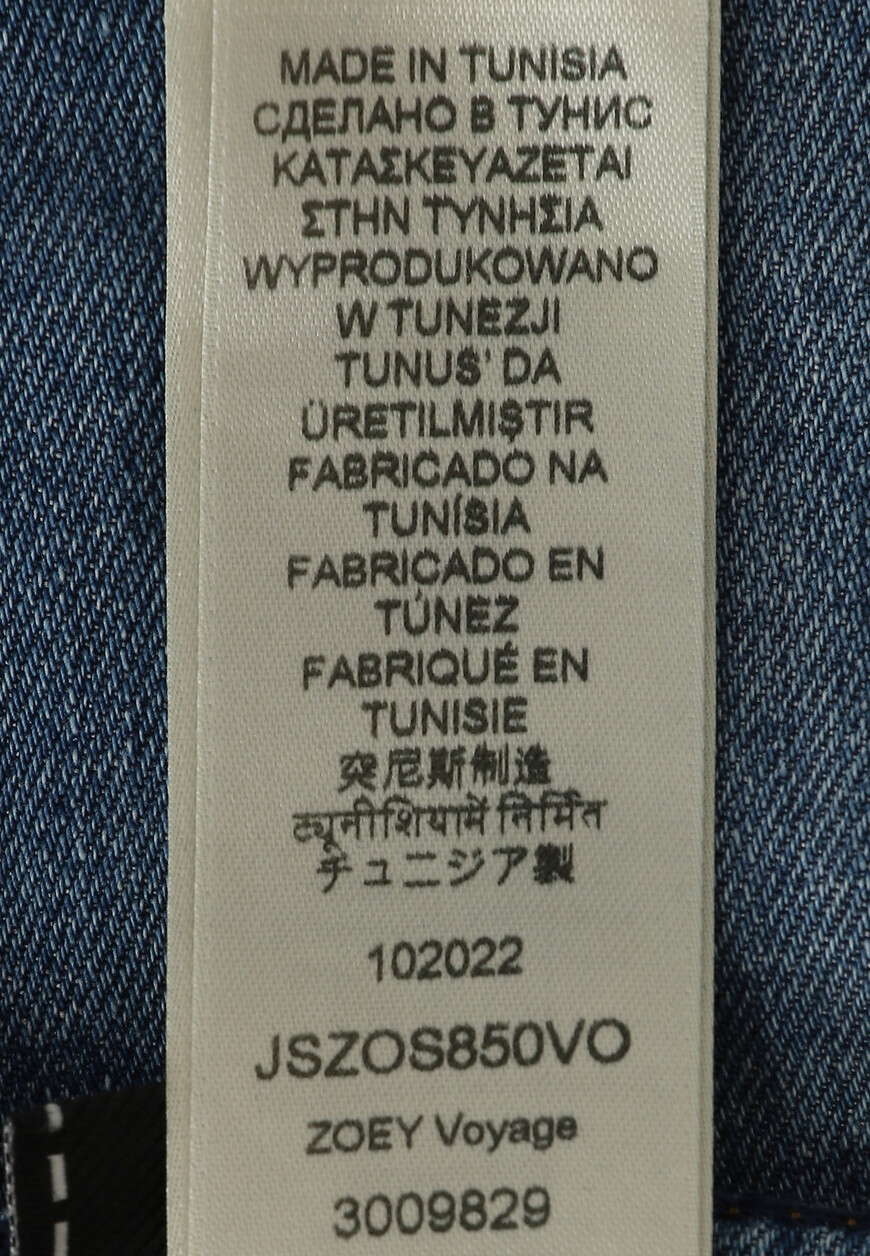 MADE IN TUNISIA
СДЕЛАНО В ТУНИС
ΚΑΤΑΣΚΕΥΑΖΕΤΑΙ
ΣΤΗΝ ΤΥΝΗΣΙΑ
WYPRODUKOWANO
W TUNEZJI
TUNUS' DA
ÜRETILMIŞTIR
FABRICADO NA
TUNÍSIA
FABRICADO EN
TÚNEZ
FABRIQUÉ EN
TUNISIE
突尼斯制造
ट्यूनीशियामें निर्मित
チュニジア製
102022
JSZOS850VO
ZOEY Voyage
3009829